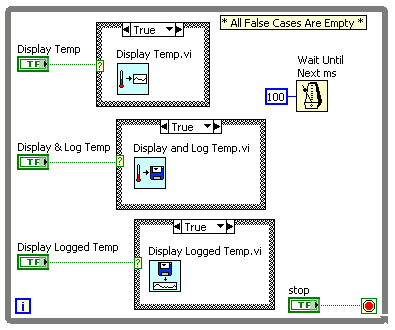 * All False Cases Are Empty *
True
Display Temp
TF
?
Display Temp.vi
Wait Until
Next ms
100
True
Display & Log Temp
TF
?
Display and Log Temp.vi
True
Display Logged Temp
TF
?
Display Logged Temp.vi
i
stop
TF